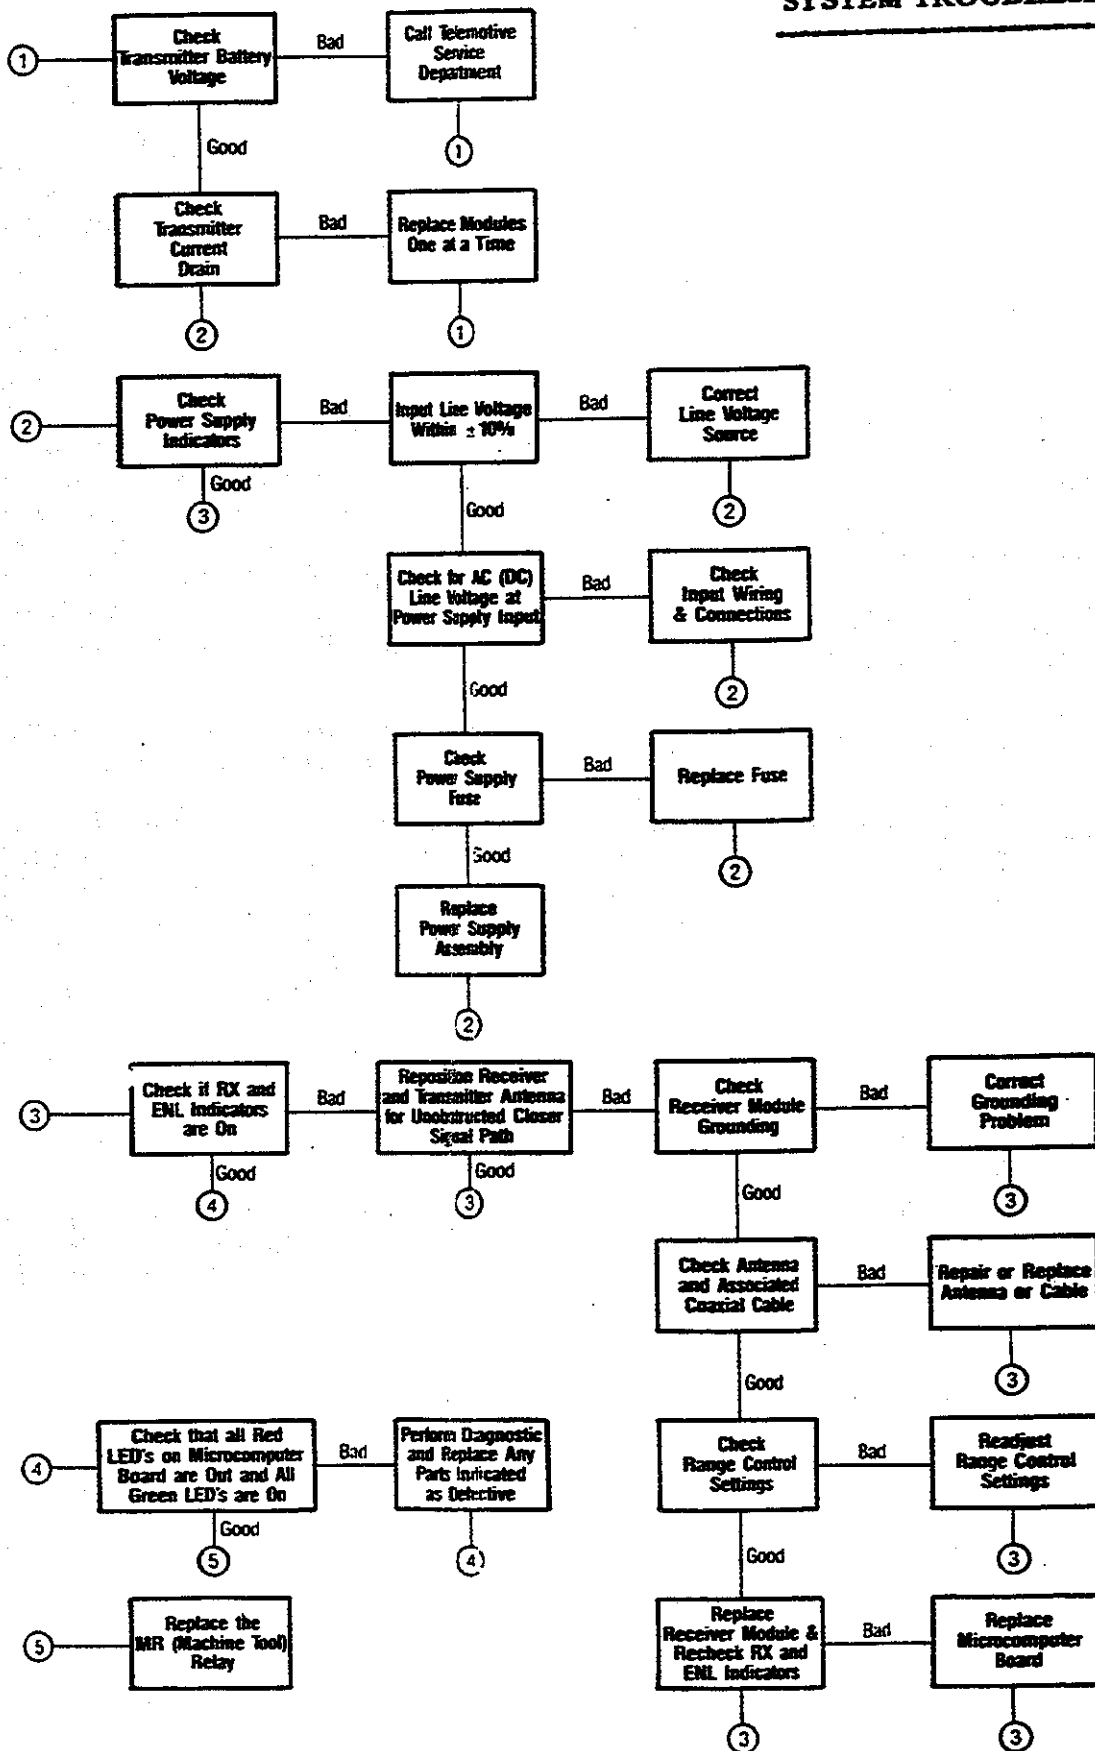 SYSTEM
1
Check
Transmitter Battery
Voltage
Bad
Call Telemotive
Service
Department
Good
1
Check
Transmitter
Current
Drain
Bad
Replace Modules
One at a Time
2
1
2
Check
Power Supply
Indicators
Bad
Input Line Voltage
Within ± 10%
Bad
Correct
Line Voltage
Source
Good
3
Good
2
Check for AC (DC)
Line Voltage at
Power Supply Input
Bad
Check
Input Wiring
& Connections
Good
2
Check
Power Supply
Fuse
Bad
Replace Fuse
Good
2
Replace
Power Supply
Assembly
2
3
Check if RX and
ENL Indicators
are On
Bad
Reposition Receiver
and Transmitter Antenna
for Unobstructed Closer
Signal Path
Bad
Check
Receiver Module
Grounding
Bad
Correct
Grounding
Problem
Good
4
Good
3
Good
3
Check Antenna
and Associated
Coaxial Cable
Bad
Repair or Replace
Antenna or Cable
Good
3
4
Check that all Red
LED's on Microcomputer
Board are Out and All
Green LED's are On
Bad
Perform Diagnostic
and Replace Any
Parts Indicated
as Defective
Check
Range Control
Settings
Bad
Readjust
Range Control
Settings
Good
5
4
Good
3
5
Replace the
MR (Machine Tool)
Relay
Replace
Receiver Module &
Recheck RX and
ENL Indicators
Bad
Replace
Microcomputer
Board
3
3